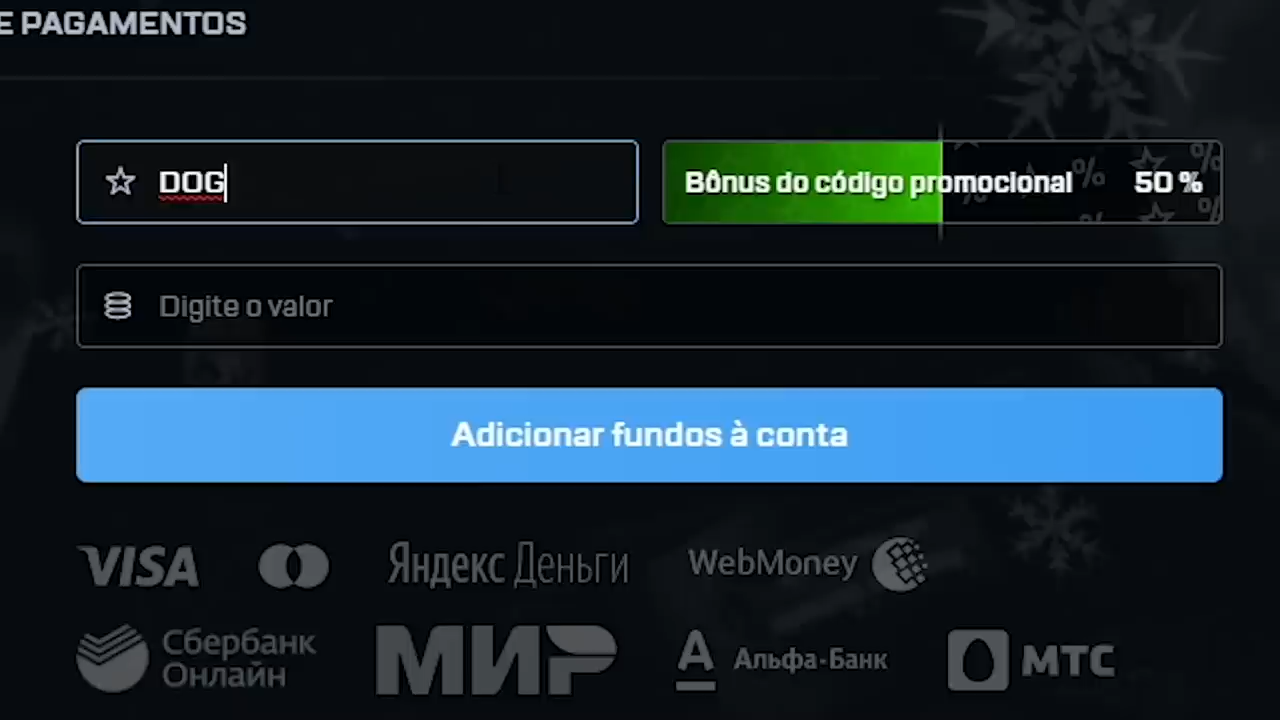 E PAGAMENTOS
DOG
Bônus do código promocional 50 %
Digite o valor
Adicionar fundos à conta
VISA Яндекс Деньги WebMoney
Сбербанк Онлайн МИР Альфа-Банк МТС